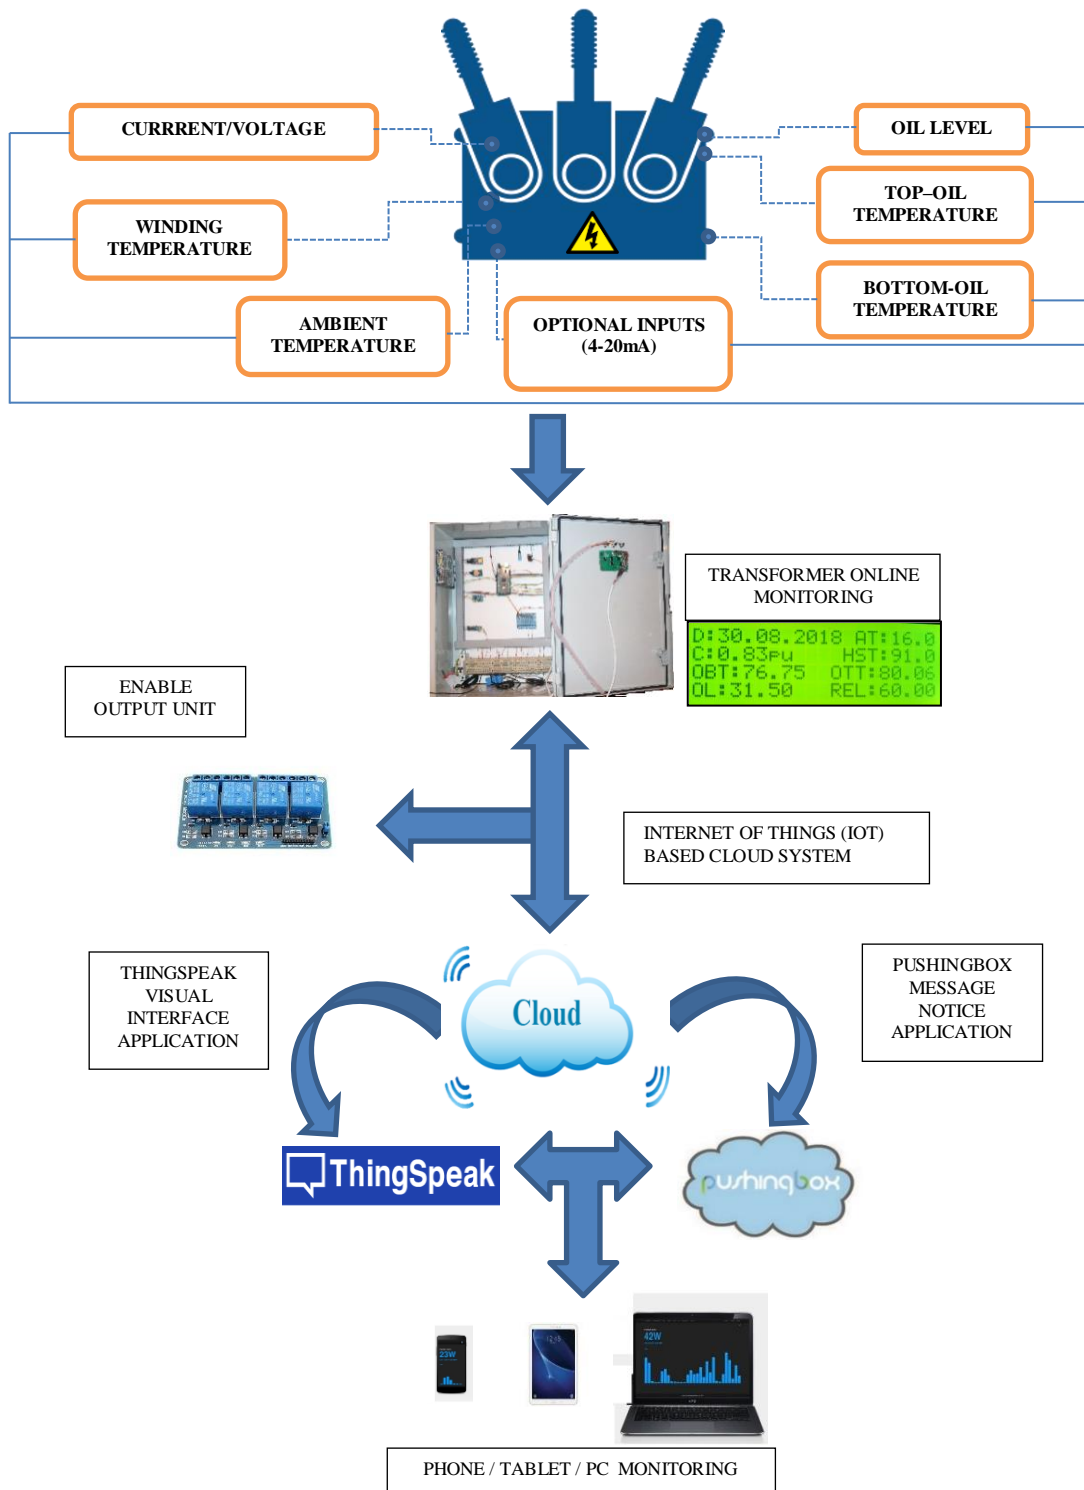 CURRRENT/VOLTAGE
OIL LEVEL
WINDING
TEMPERATURE
TOP–OIL
TEMPERATURE
AMBIENT
TEMPERATURE
OPTIONAL INPUTS
(4-20mA)
BOTTOM-OIL
TEMPERATURE
TRANSFORMER ONLINE
MONITORING
D:30.08.2018 AT:16.0
C:0.83pu HST:91.0
OBT:76.75 OTT:80.06
OL:31.50 REL:60.00
ENABLE
OUTPUT UNIT
INTERNET OF THINGS (IOT)
BASED CLOUD SYSTEM
THINGSPEAK
VISUAL
INTERFACE
APPLICATION
Cloud
PUSHINGBOX
MESSAGE
NOTICE
APPLICATION
ThingSpeak
pushingbox
23W
42W
PHONE / TABLET / PC MONITORING